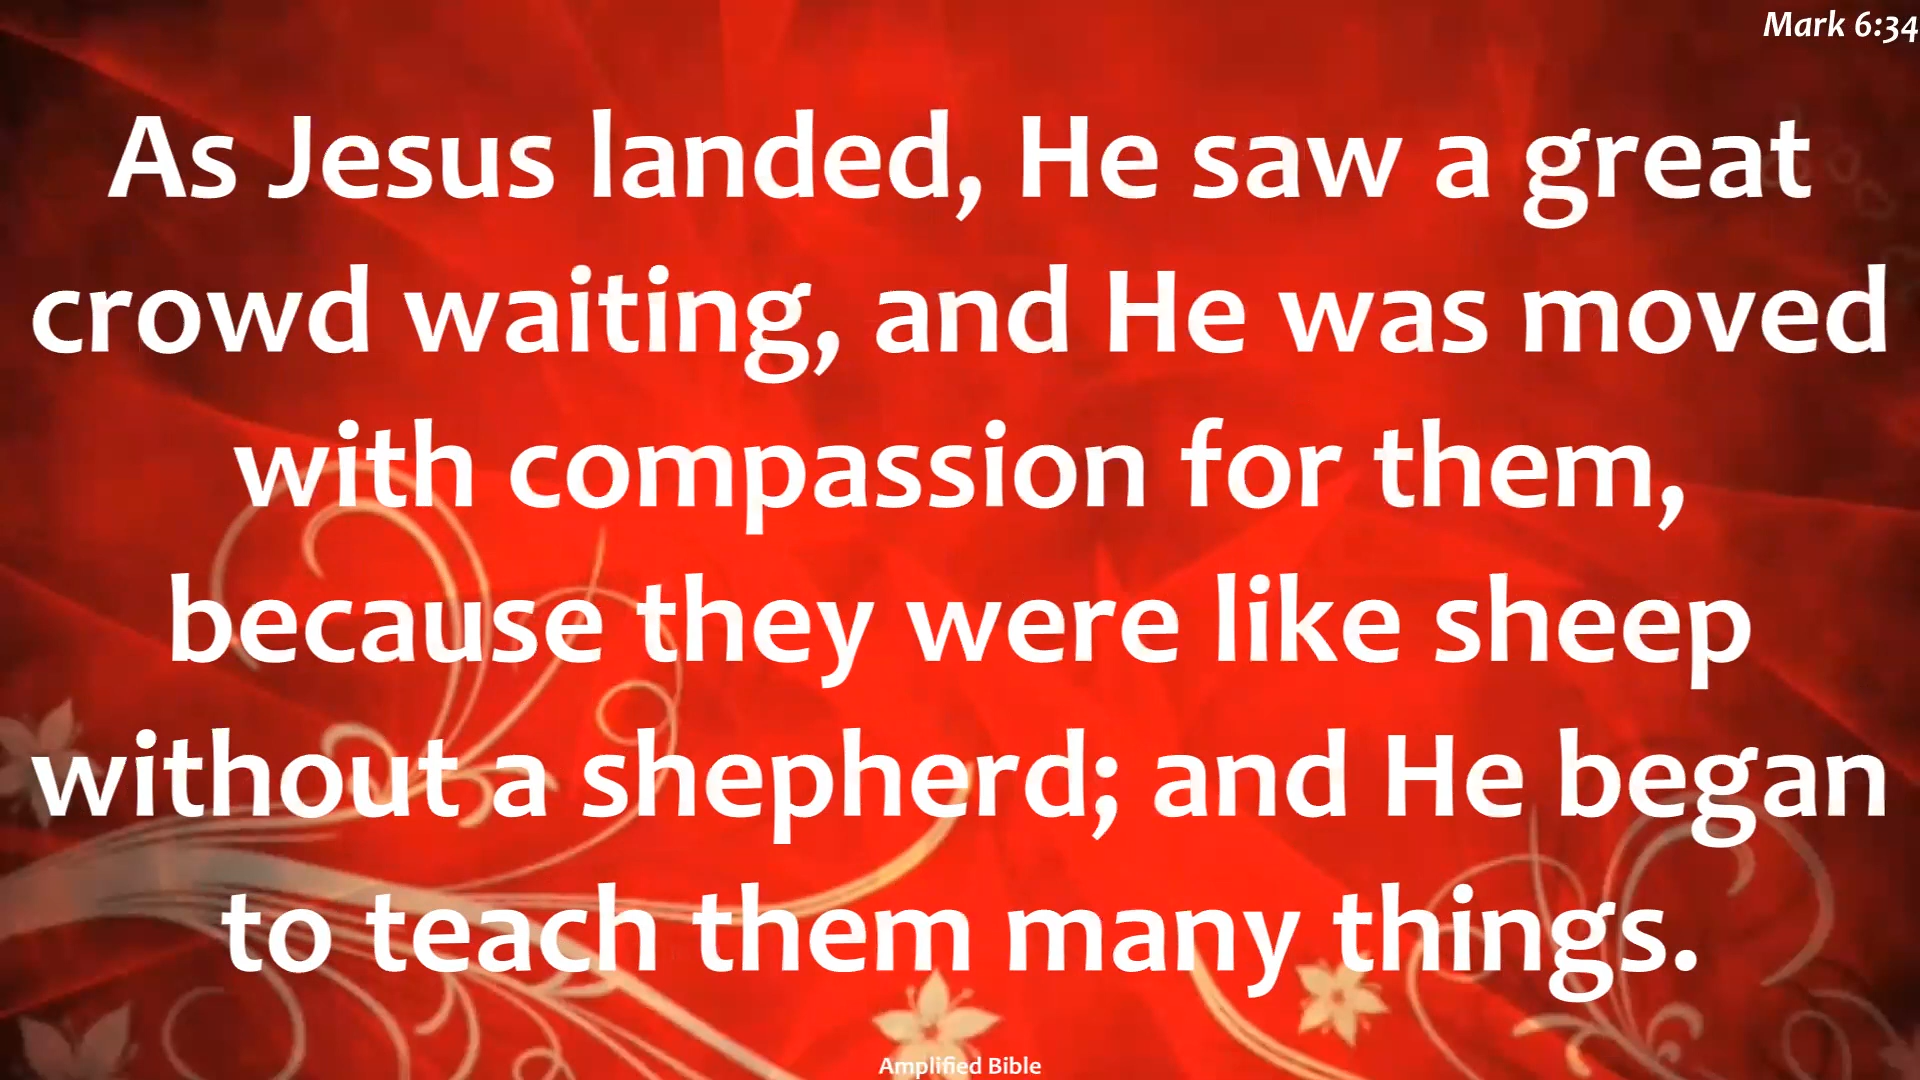 Mark 6:34
As Jesus landed, He saw a great
crowd waiting, and He was moved
with compassion for them,
because they were like sheep
without a shepherd; and He began
to teach them many things.
Amplified Bible